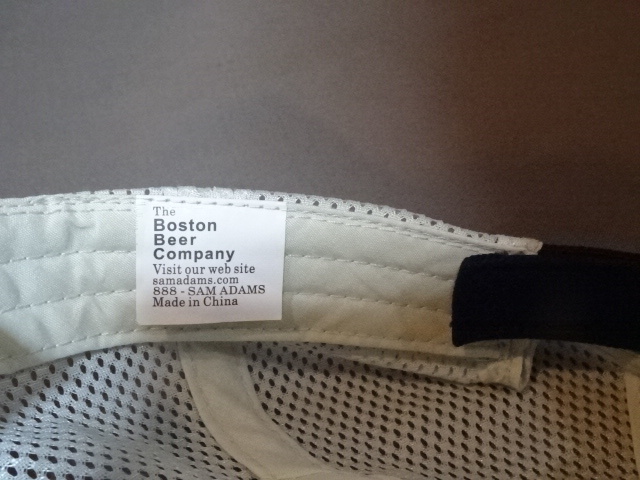 The
Boston
Beer
Company
Visit our web site
samadams.com
888 - SAM ADAMS
Made in China